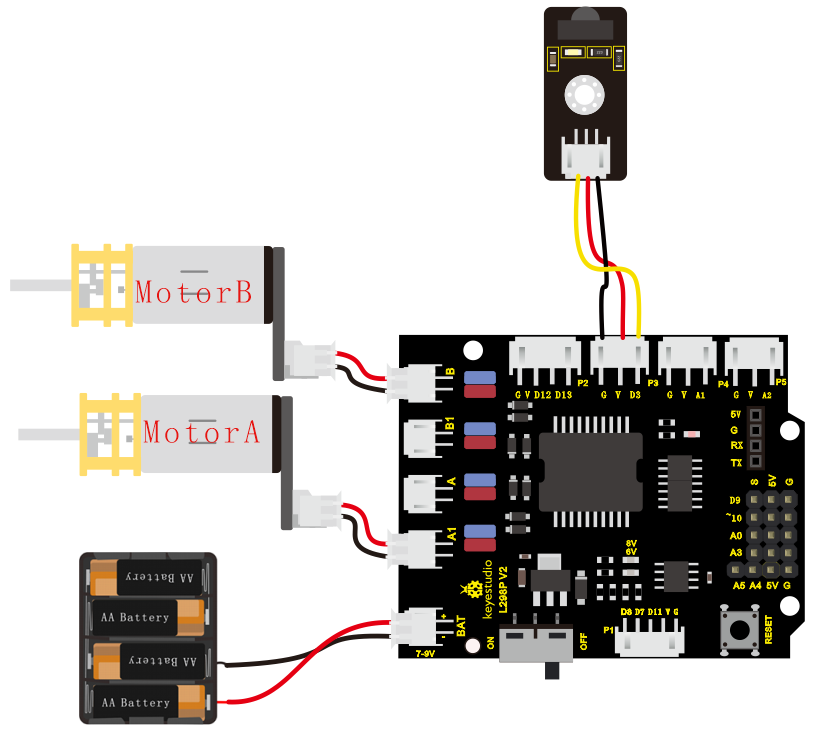 MotorB
MotorA
AA Battery
AA Battery
AA Battery
AA Battery
B
B1
A
A1
BAT
+
-
7-9V
keyestudio
L298P V2
ON
OFF
G V D12 D13
P2
G V D3
P3
G V A1
P4
G V A2
P5
5V
G
RX
TX
S 5V G
D9
~10
A0
A3
A5 A4 5V G
8V
6V
D8 D7 D11 V G
P1
RESET